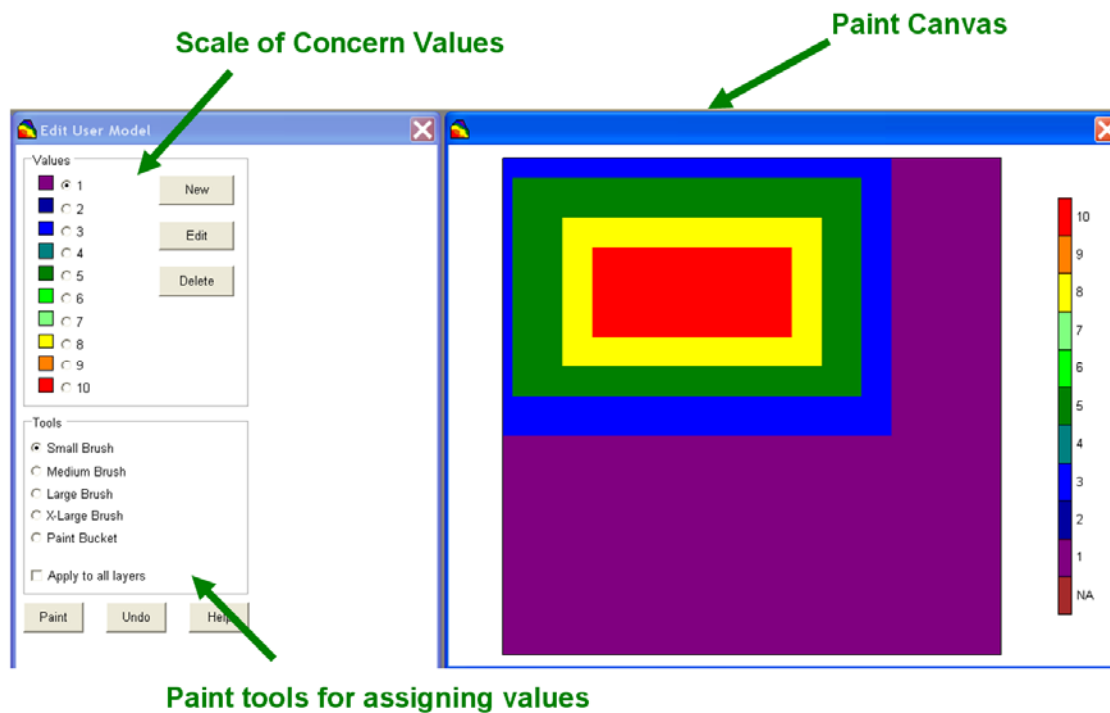 Scale of Concern Values
Paint Canvas
Edit User Model
Values
1
2
3
4
5
6
7
8
9
10
New
Edit
Delete
Tools
Small Brush
Medium Brush
Large Brush
X-Large Brush
Paint Bucket
Apply to all layers
Paint
Undo
Help
10
9
8
7
6
5
4
3
2
1
NA
Paint tools for assigning values